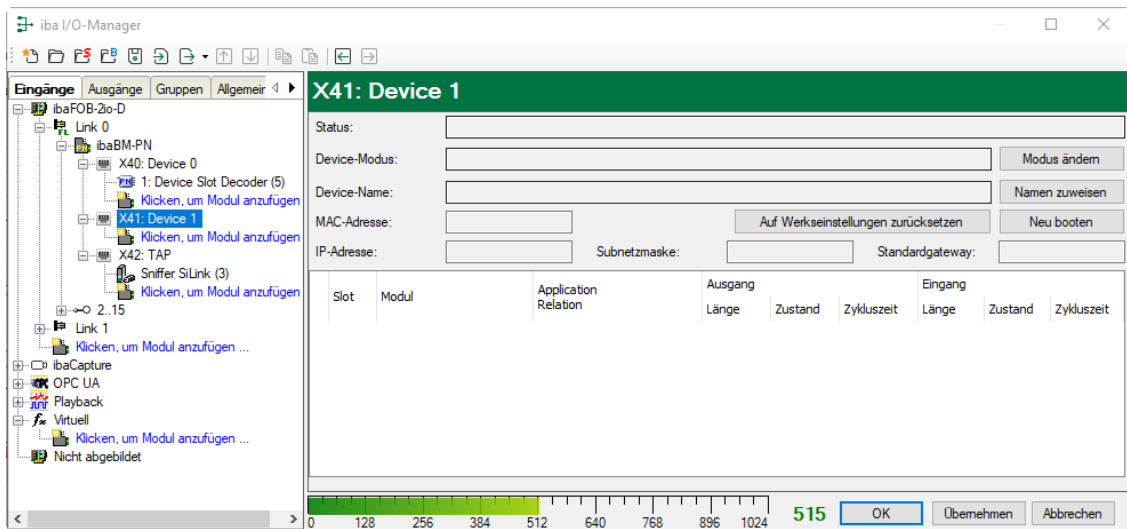 iba I/O-Manager
Eingänge Ausgänge Gruppen Allgemeir
ibaFOB-2io-D
Link 0
ibaBM-PN
X40: Device 0
1: Device Slot Decoder (5)
Klicken, um Modul anzufügen
X41: Device 1
Klicken, um Modul anzufügen
X42: TAP
Sniffer SiLink (3)
Klicken, um Modul anzufügen
2..15
Link 1
Klicken, um Modul anzufügen ...
ibaCapture
OPC UA
Playback
Virtuell
Klicken, um Modul anzufügen ...
Nicht abgebildet
X41: Device 1
Status:
Device-Modus: Modus ändern
Device-Name: Namen zuweisen
MAC-Adresse: Auf Werkseinstellungen zurücksetzen Neu booten
IP-Adresse: Subnetzmaske: Standardgateway:
Slot Modul Application Relation Ausgang Eingang
Länge Zustand Zykluszeit Länge Zustand Zykluszeit
0 128 256 384 512 640 768 896 1024
515 OK Übernehmen Abbrechen